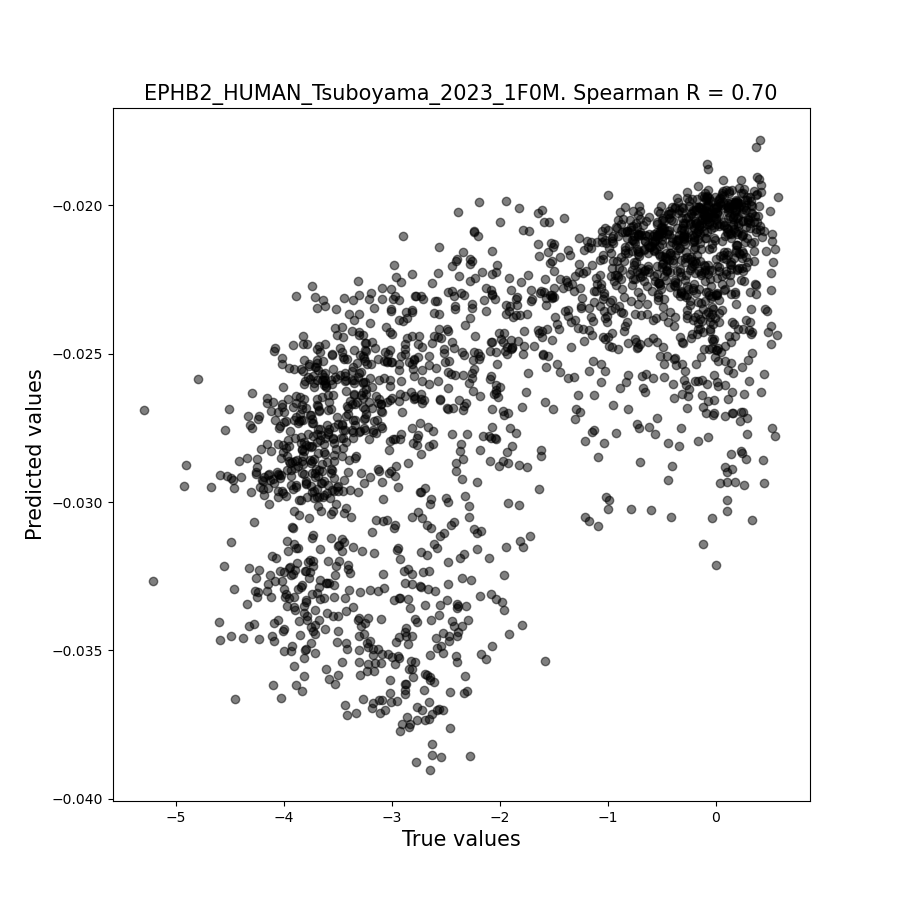 EPHB2_HUMAN_Tsuboyama_2023_1F0M. Spearman R = 0.70
−0.020
−0.025
−0.030
−0.035
−0.040
Predicted values
−5 −4 −3 −2 −1 0
True values